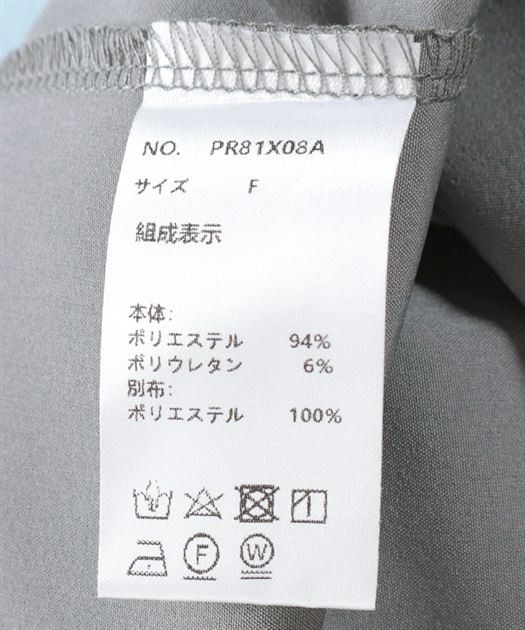 NO. PR81X08A
サイズ F
組成表示
本体:
ポリエステル 94%
ポリウレタン 6%
別布:
ポリエステル 100%
F W